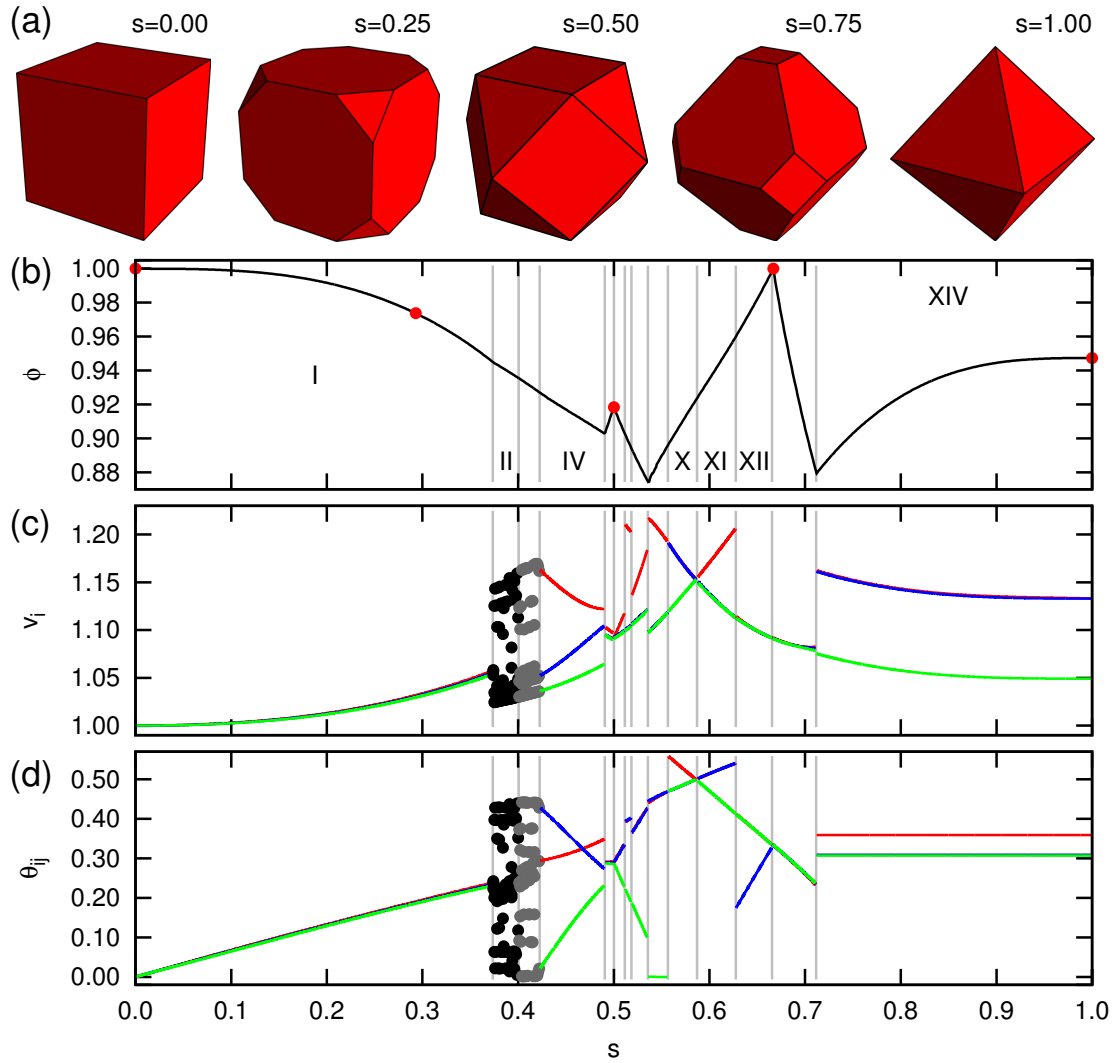 (a) s=0.00 s=0.25 s=0.50 s=0.75 s=1.00
(b)
1.00
0.98
0.96
0.94
0.92
0.90
0.88
ϕ
I II IV X XI XII XIV
(c)
1.20
1.15
1.10
1.05
1.00
v_i
(d)
0.50
0.40
0.30
0.20
0.10
0.00
θ_ij
0.0 0.1 0.2 0.3 0.4 0.5 0.6 0.7 0.8 0.9 1.0
s